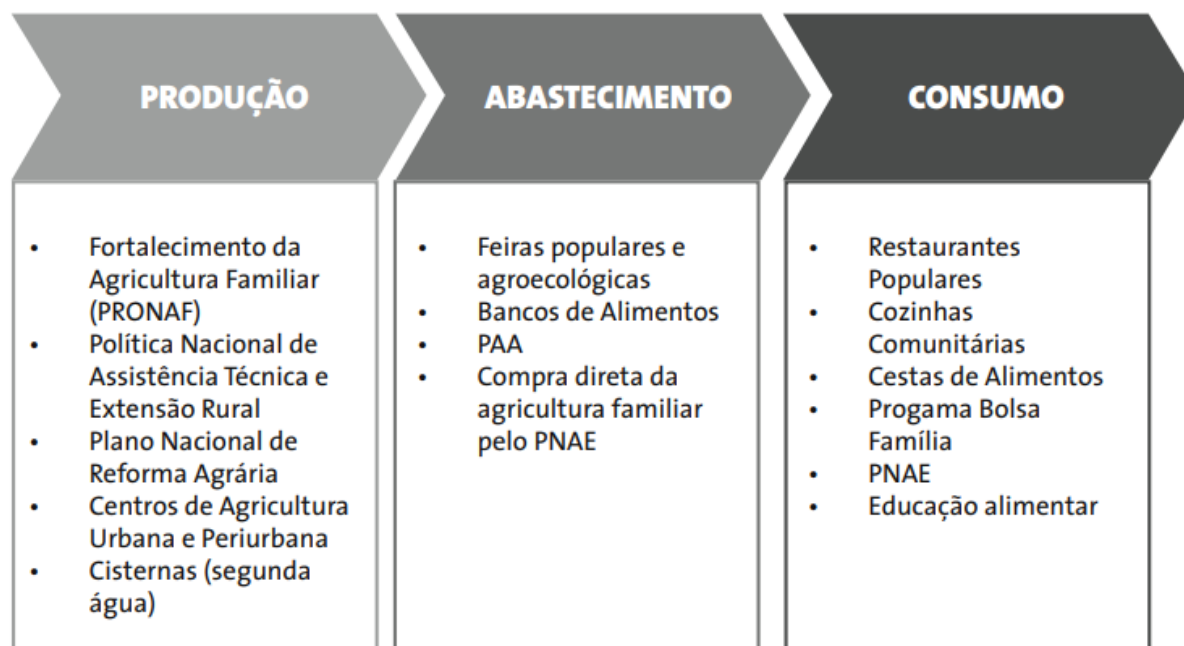 PRODUÇÃO
• Fortalecimento da
Agricultura Familiar
(PRONAF)
• Política Nacional de
Assistência Técnica e
Extensão Rural
• Plano Nacional de
Reforma Agrária
• Centros de Agricultura
Urbana e Periurbana
• Cisternas (segunda
água)
ABASTECIMENTO
• Feiras populares e
agroecológicas
• Bancos de Alimentos
• PAA
• Compra direta da
agricultura familiar
pelo PNAE
CONSUMO
• Restaurantes
Populares
• Cozinhas
Comunitárias
• Cestas de Alimentos
• Progama Bolsa
Família
• PNAE
• Educação alimentar